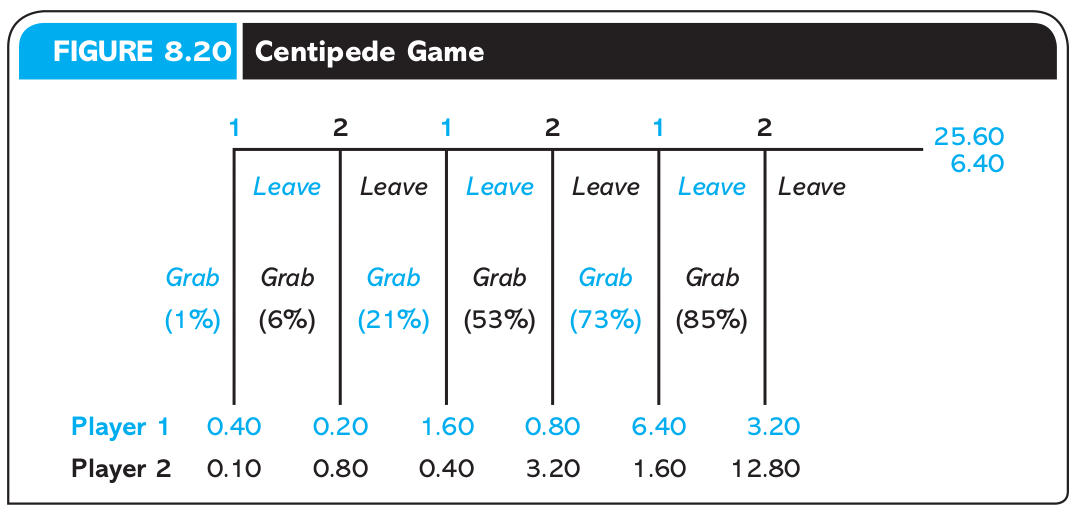 FIGURE 8.20 Centipede Game
1 2 1 2 1 2
25.60
6.40
Leave Leave Leave Leave Leave Leave
Grab Grab Grab Grab Grab Grab
(1%) (6%) (21%) (53%) (73%) (85%)
Player 1 0.40 0.20 1.60 0.80 6.40 3.20
Player 2 0.10 0.80 0.40 3.20 1.60 12.80